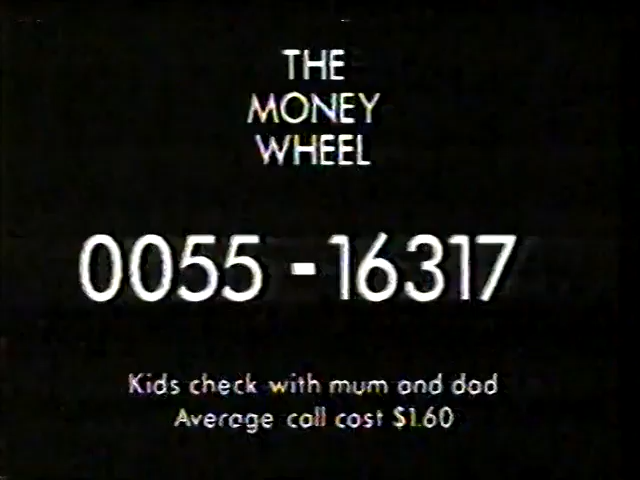 THE
MONEY
WHEEL
0055-16317
Kids check with mum and dad
Average call cost $1.60